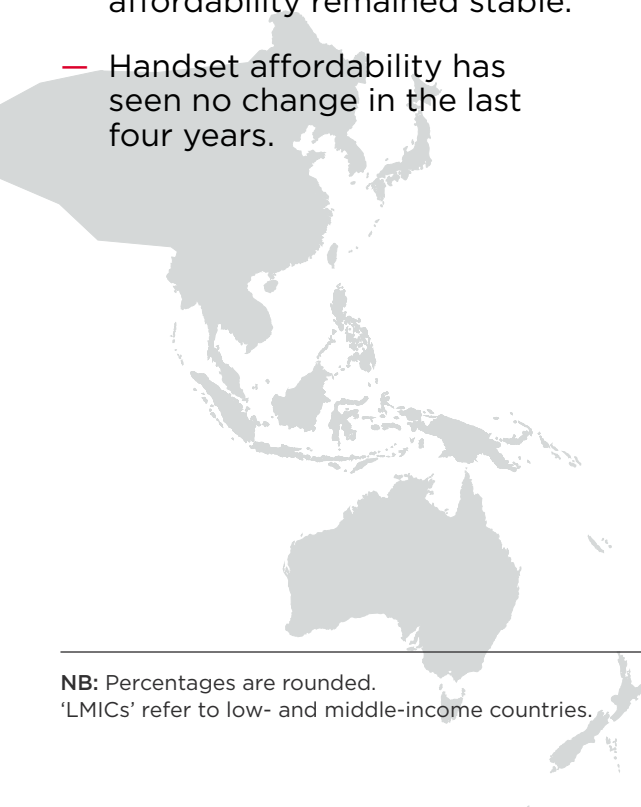 affordability remained stable.
— Handset affordability has
seen no change in the last
four years.
NB: Percentages are rounded.
‘LMICs’ refer to low- and middle-income countries.